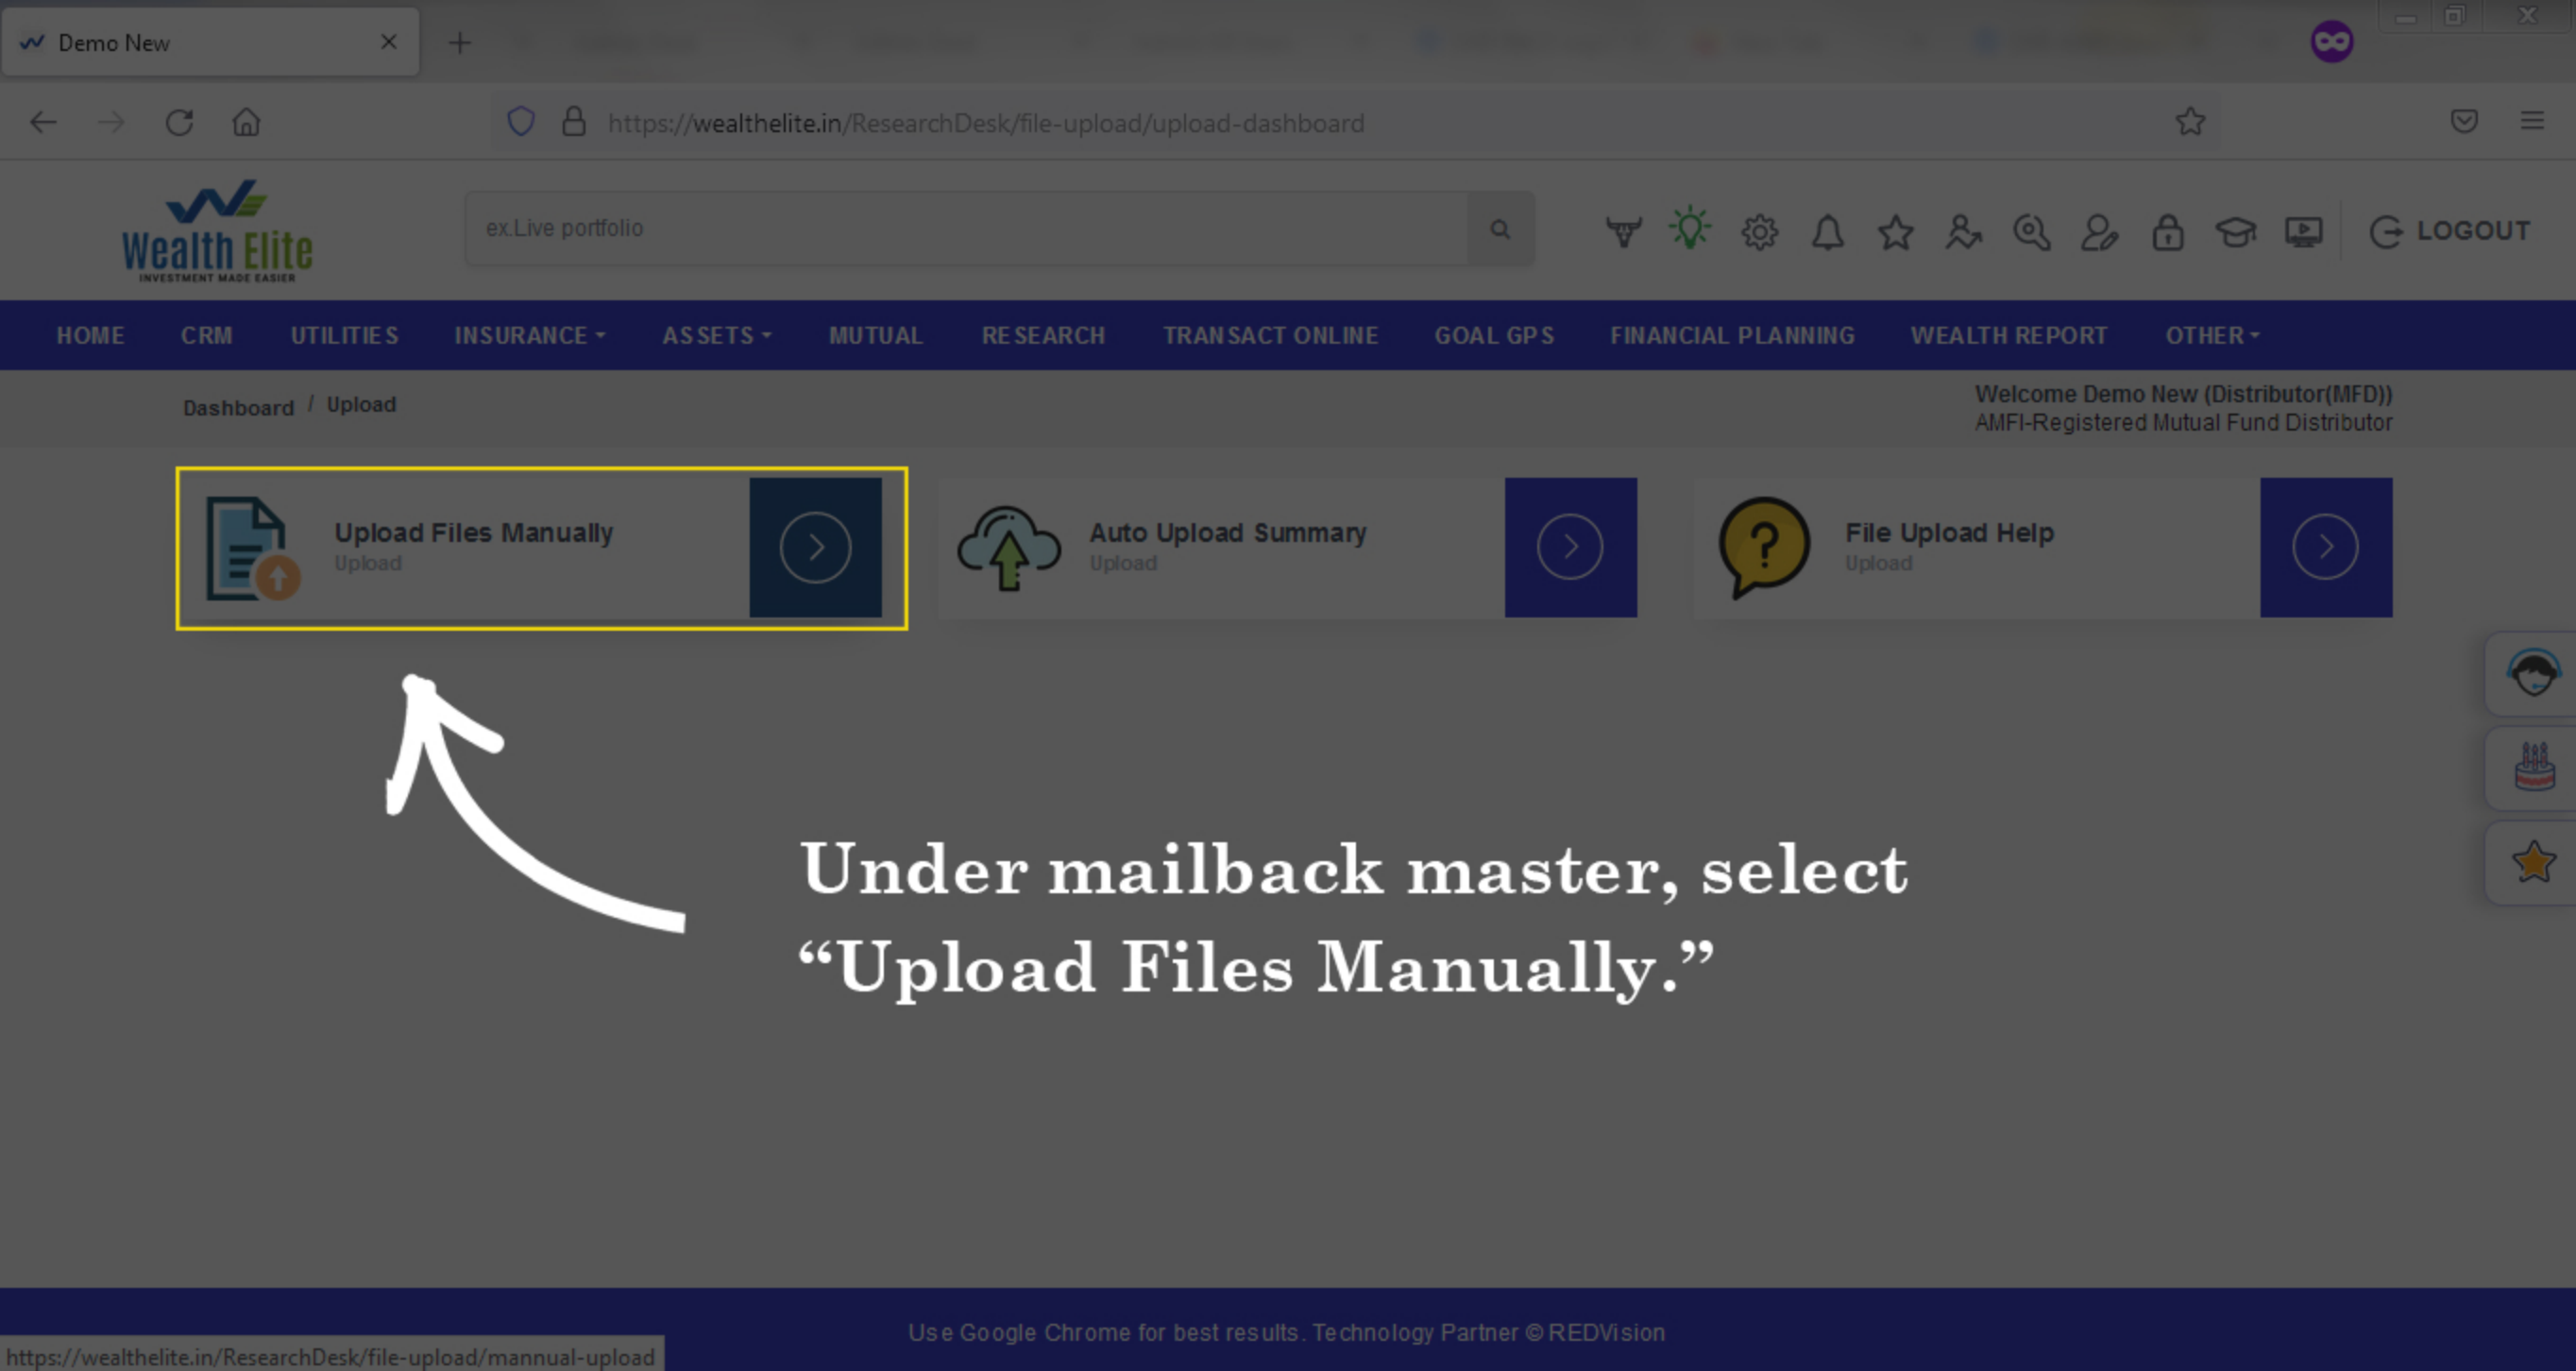 Demo New
https://wealthelite.in/ResearchDesk/file-upload/upload-dashboard
Wealth Elite
INVESTMENT MADE EASIER
ex.Live portfolio
LOGOUT
HOME CRM UTILITIES INSURANCE ASSETS MUTUAL RESEARCH TRANSACT ONLINE GOAL GPS FINANCIAL PLANNING WEALTH REPORT OTHER
Dashboard / Upload
Welcome Demo New (Distributor(MFD))
AMFI-Registered Mutual Fund Distributor
Upload Files Manually
Upload
Auto Upload Summary
Upload
File Upload Help
Upload
Under mailback master, select
“Upload Files Manually.”
Use Google Chrome for best results. Technology Partner © REDVision
https://wealthelite.in/ResearchDesk/file-upload/mannual-upload